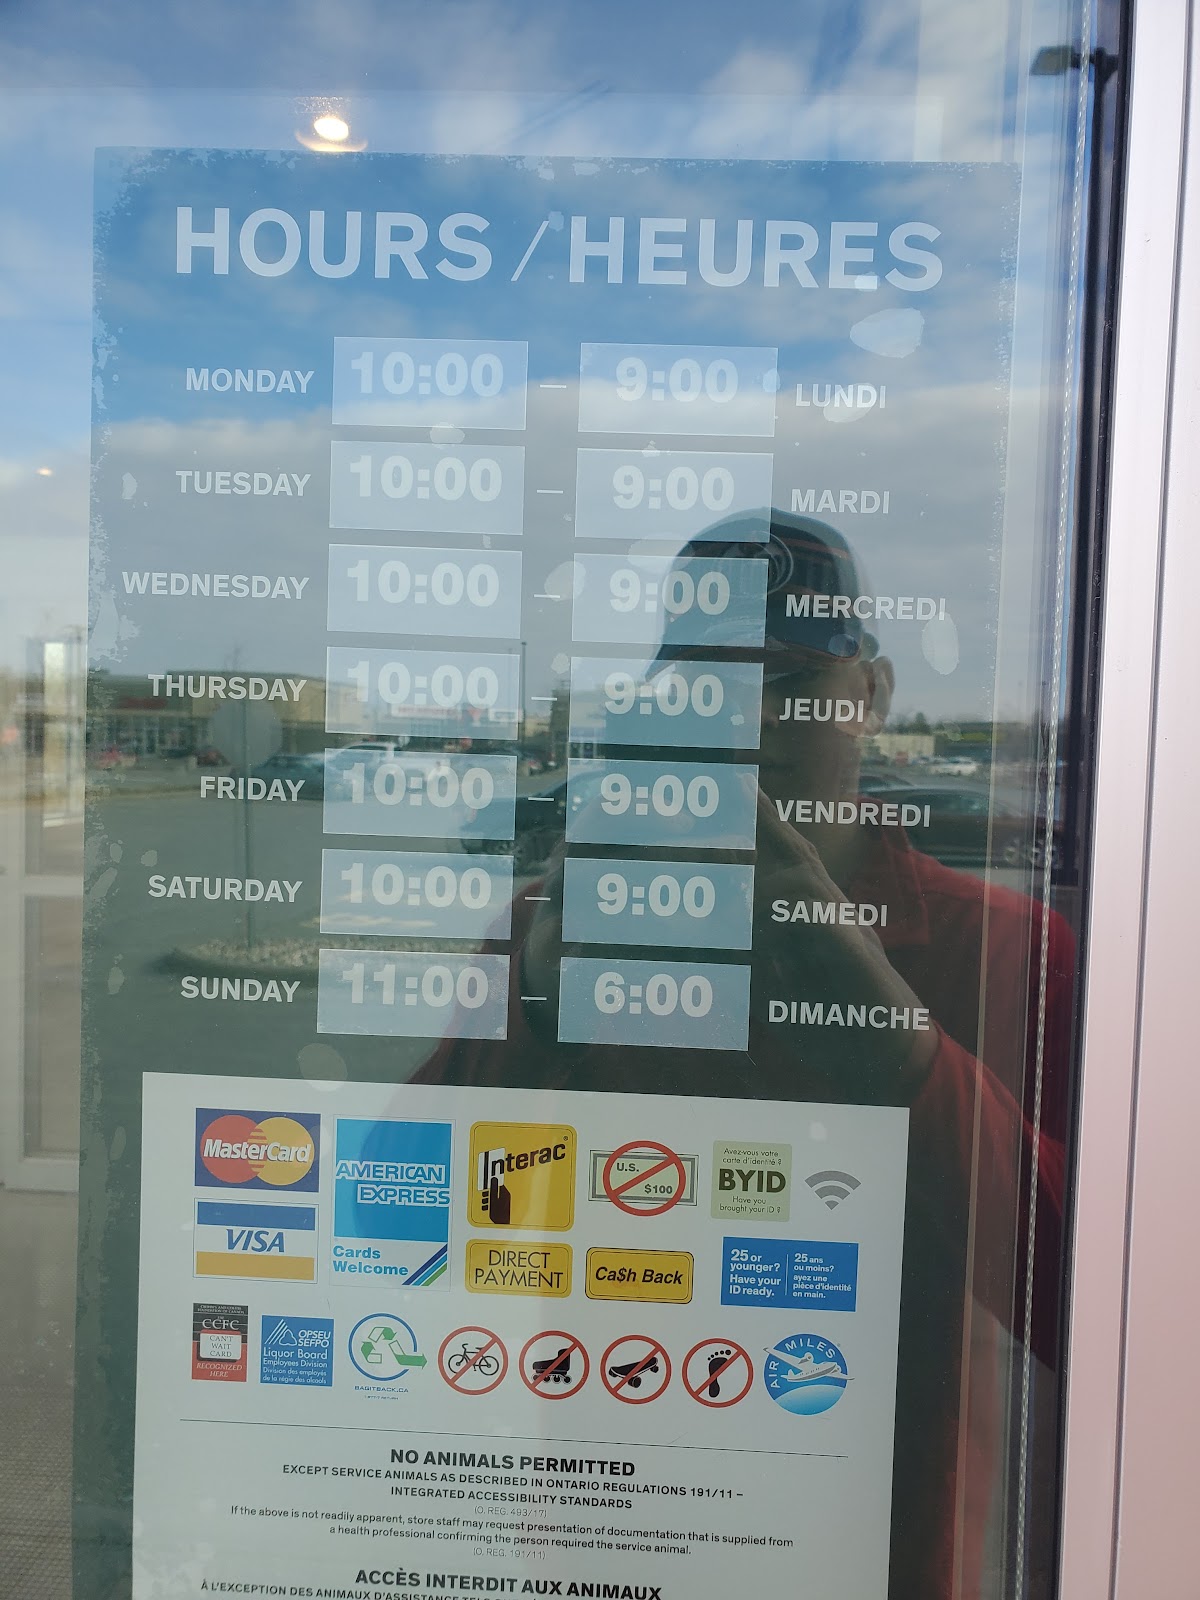 HOURS / HEURES
MONDAY 10:00 – 9:00 LUNDI
TUESDAY 10:00 – 9:00 MARDI
WEDNESDAY 10:00 – 9:00 MERCREDI
THURSDAY 10:00 – 9:00 JEUDI
FRIDAY 10:00 – 9:00 VENDREDI
SATURDAY 10:00 – 9:00 SAMEDI
SUNDAY 11:00 – 6:00 DIMANCHE
MasterCard
VISA
AMERICAN
EXPRESS
Cards
Welcome
Interac
DIRECT
PAYMENT
U.S.
$100
Ca$h Back
Avez-vous votre
carte d'identité ?
BYID
Have you
brought your ID ?
25 or
younger?
Have your
ID ready.
25 ans
ou moins?
ayez une
pièce d'identité
en main.
CCFC
CAN'T
WAIT
CARD
RECOGNIZED
HERE
OPSEU
SEFPO
Liquor Board
Employees Division
Division des employés
de la régie des alcools
BAGITBACK.CA
AIR MILES
NO ANIMALS PERMITTED
EXCEPT SERVICE ANIMALS AS DESCRIBED IN ONTARIO REGULATIONS 191/11 –
INTEGRATED ACCESSIBILITY STANDARDS
(O. REG. 493/17)
If the above is not readily apparent, store staff may request presentation of documentation that is supplied from
a health professional confirming the person required the service animal.
(O. REG. 191/11)
ACCÈS INTERDIT AUX ANIMAUX
À L'EXCEPTION DES ANIMAUX D'ASSISTANCE